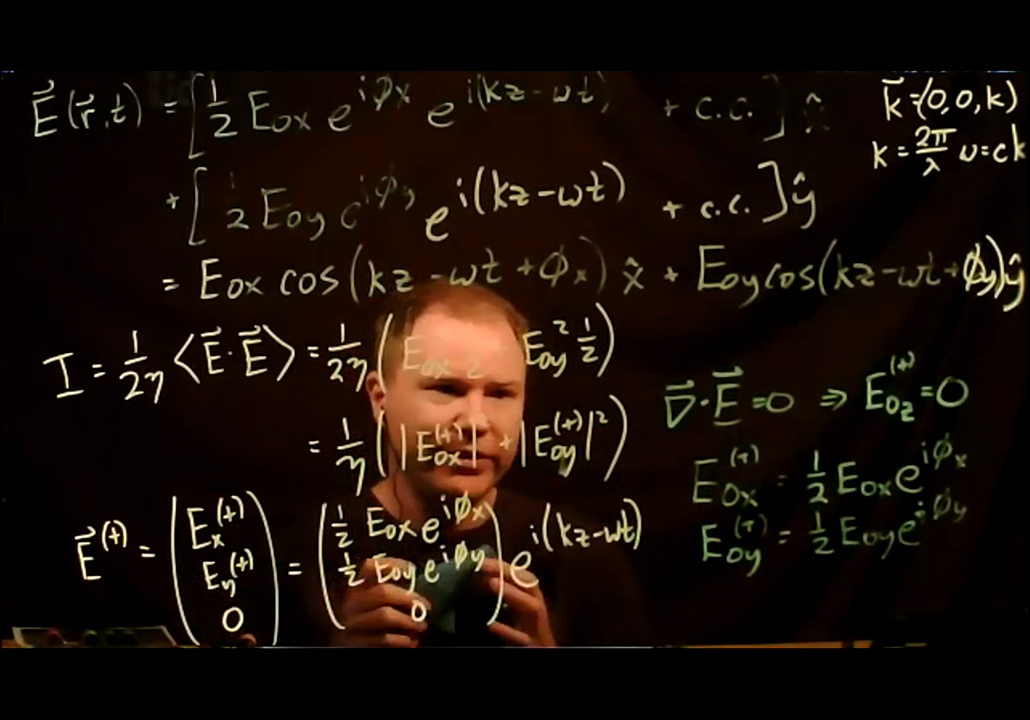 E⃗(r⃗,t) = [½ E₀ₓ e^{iϕₓ} e^{i(kz-ωt)} + c.c.] x̂
k⃗=(0,0,k)
k = 2π/λ ω=ck
+ [½ E₀y e^{iϕy} e^{i(kz-ωt)} + c.c.] ŷ
= E₀ₓ cos(kz-ωt+ϕₓ) x̂ + E₀y cos(kz-ωt+ϕy) ŷ
I = 1/2η ⟨E⃗·E⃗⟩ = 1/2η (E₀ₓ 2 E₀y² ½)
∇⃗·E⃗=0 ⇒ E₀z^{(+)}=0
= 1/η (|E₀ₓ^{(+)}| + |E₀y^{(+)}|²)
E₀ₓ^{(+)} = ½ E₀ₓ e^{iϕₓ}
E₀y^{(+)} = ½ E₀y e^{iϕy}
E⃗^{(+)} = (Eₓ^{(+)} Ey^{(+)} 0) = (½ E₀ₓ e^{iϕₓ} ½ E₀y e^{iϕy} 0) e^{i(kz-ωt)}